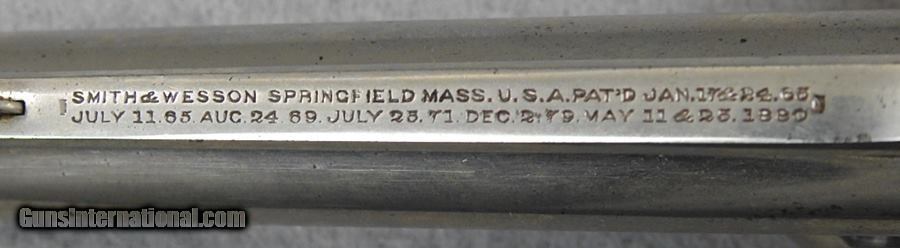 SMITH & WESSON SPRINGFIELD MASS. U.S.A. PAT'D JAN. 17 & 24. 65.
JULY 11. 65. AUG. 24. 69. JULY 25. 71. DEC. 2. 79. MAY 11 & 25. 1880
GunsInternational.com